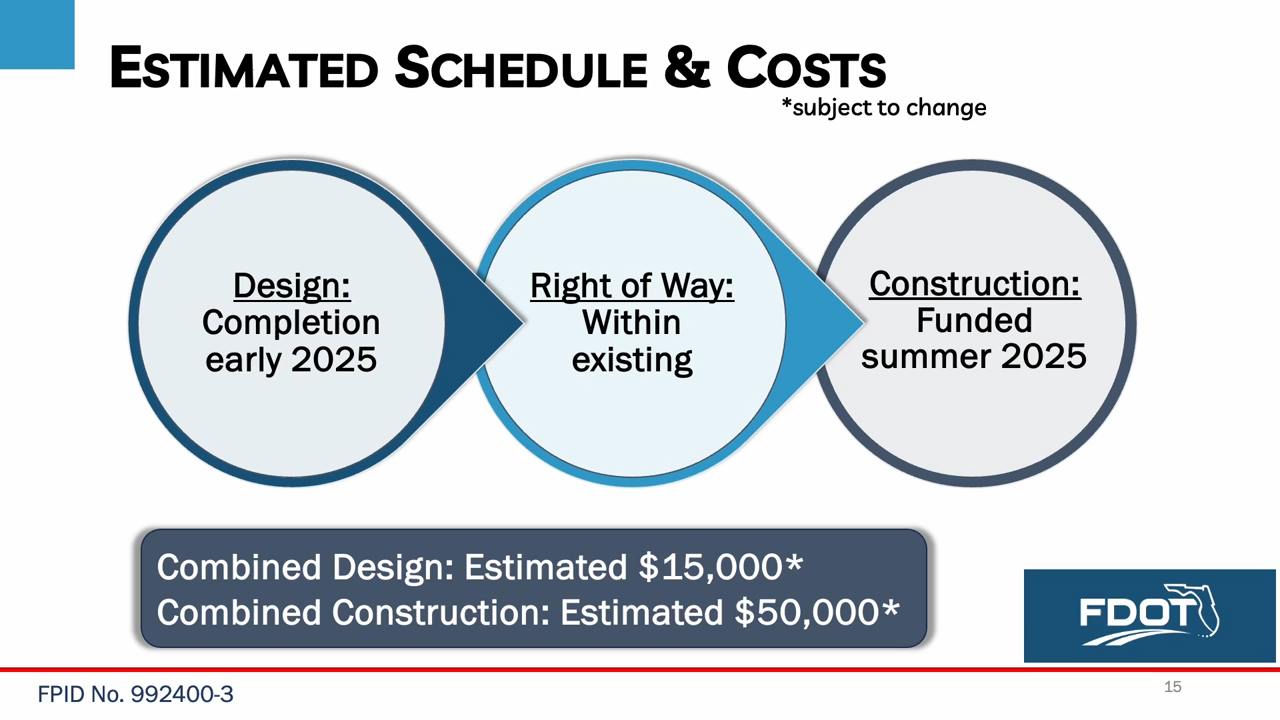 ESTIMATED SCHEDULE & COSTS
*subject to change
Design:
Completion
early 2025
Right of Way:
Within
existing
Construction:
Funded
summer 2025
Combined Design: Estimated $15,000*
Combined Construction: Estimated $50,000*
FDOT
FPID No. 992400-3
15